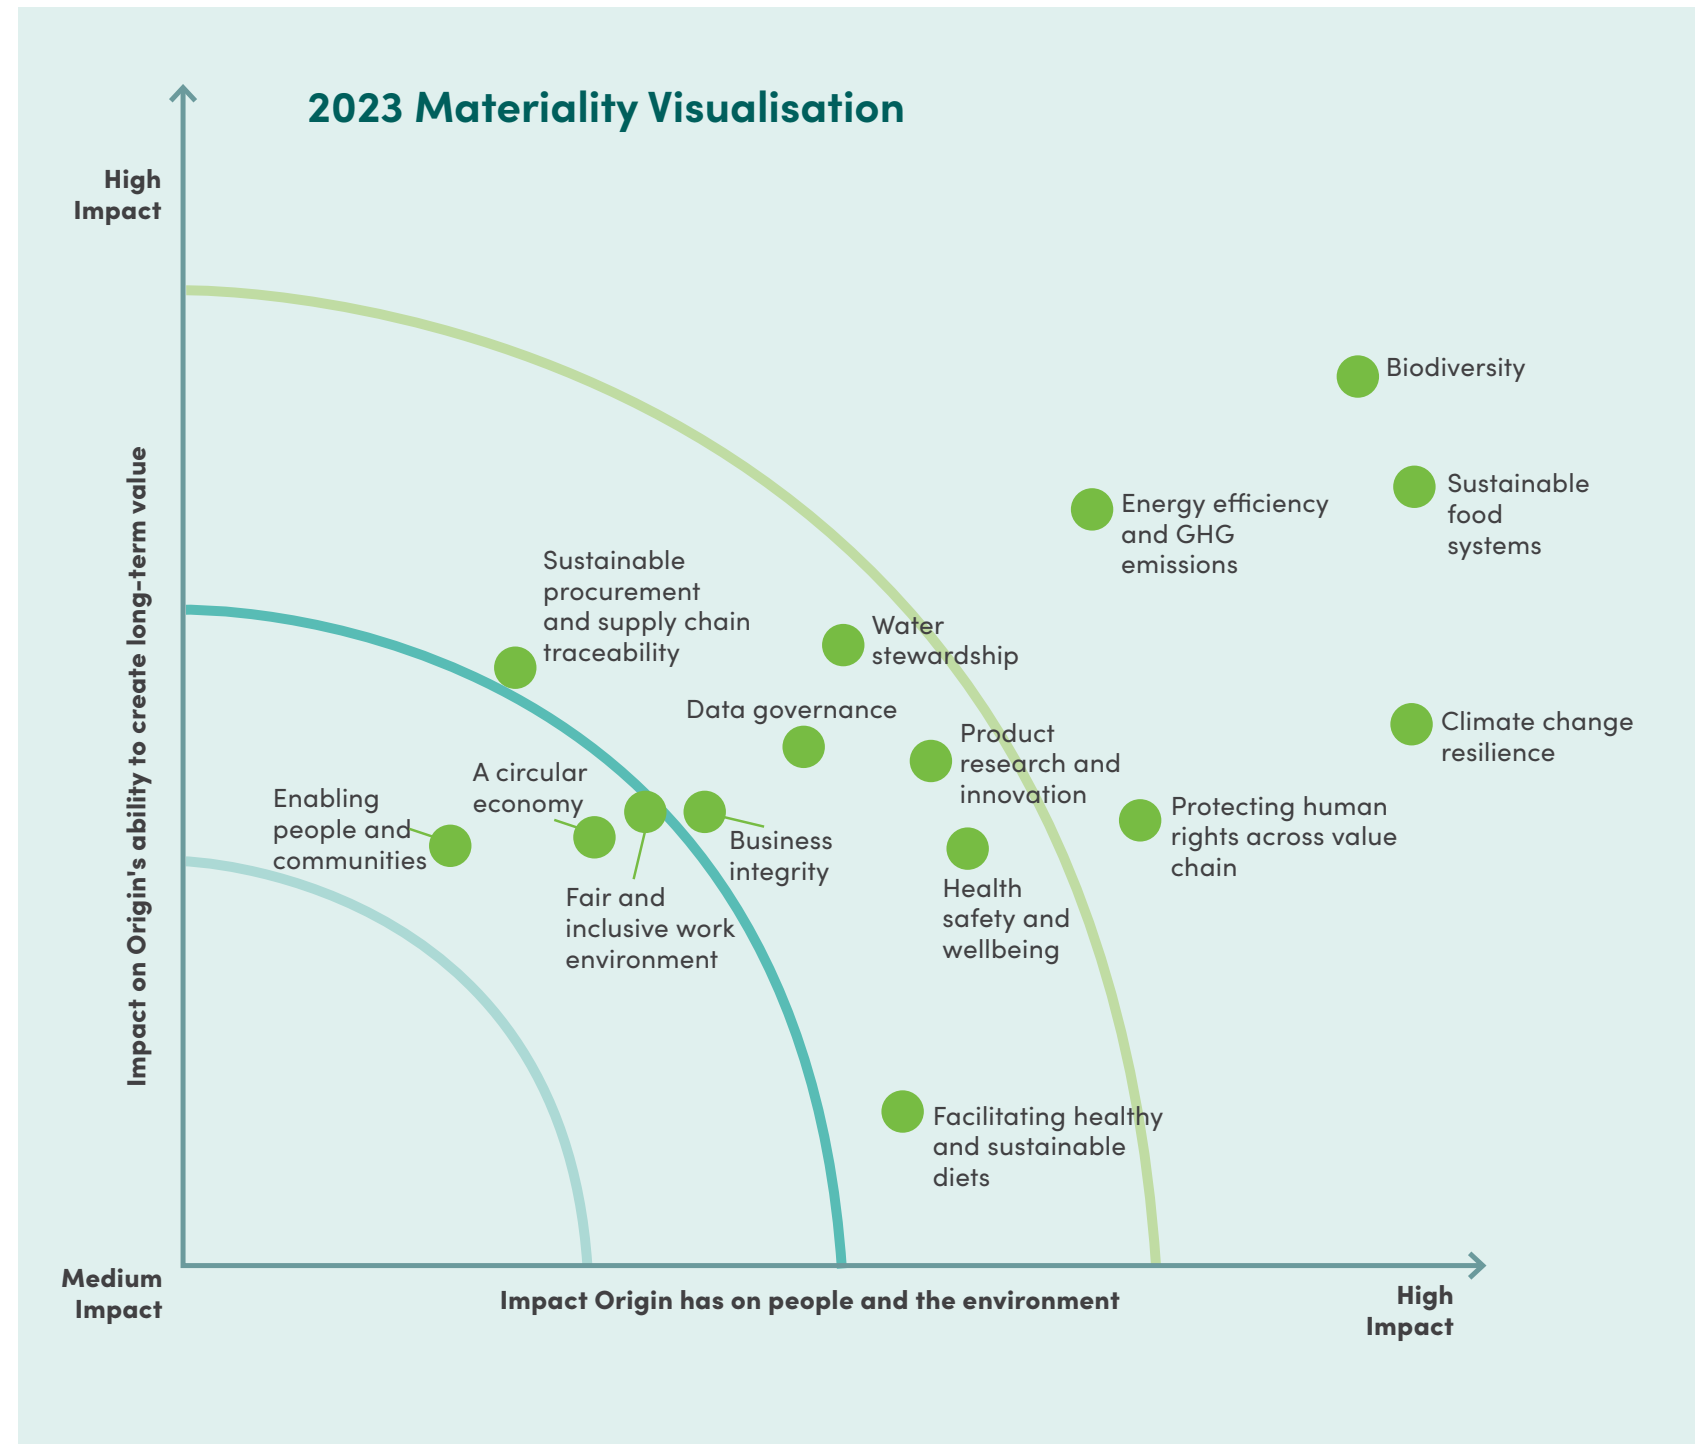 2023 Materiality Visualisation
High
Impact
Impact on Origin's ability to create long-term value
Biodiversity
Sustainable
food
systems
Energy efficiency
and GHG
emissions
Sustainable
procurement
and supply chain
traceability
Water
stewardship
Data governance
Product
research and
innovation
Climate change
resilience
A circular
economy
Enabling
people and
communities
Business
integrity
Protecting human
rights across value
chain
Fair and
inclusive work
environment
Health
safety and
wellbeing
Facilitating healthy
and sustainable
diets
Medium
Impact
Impact Origin has on people and the environment
High
Impact